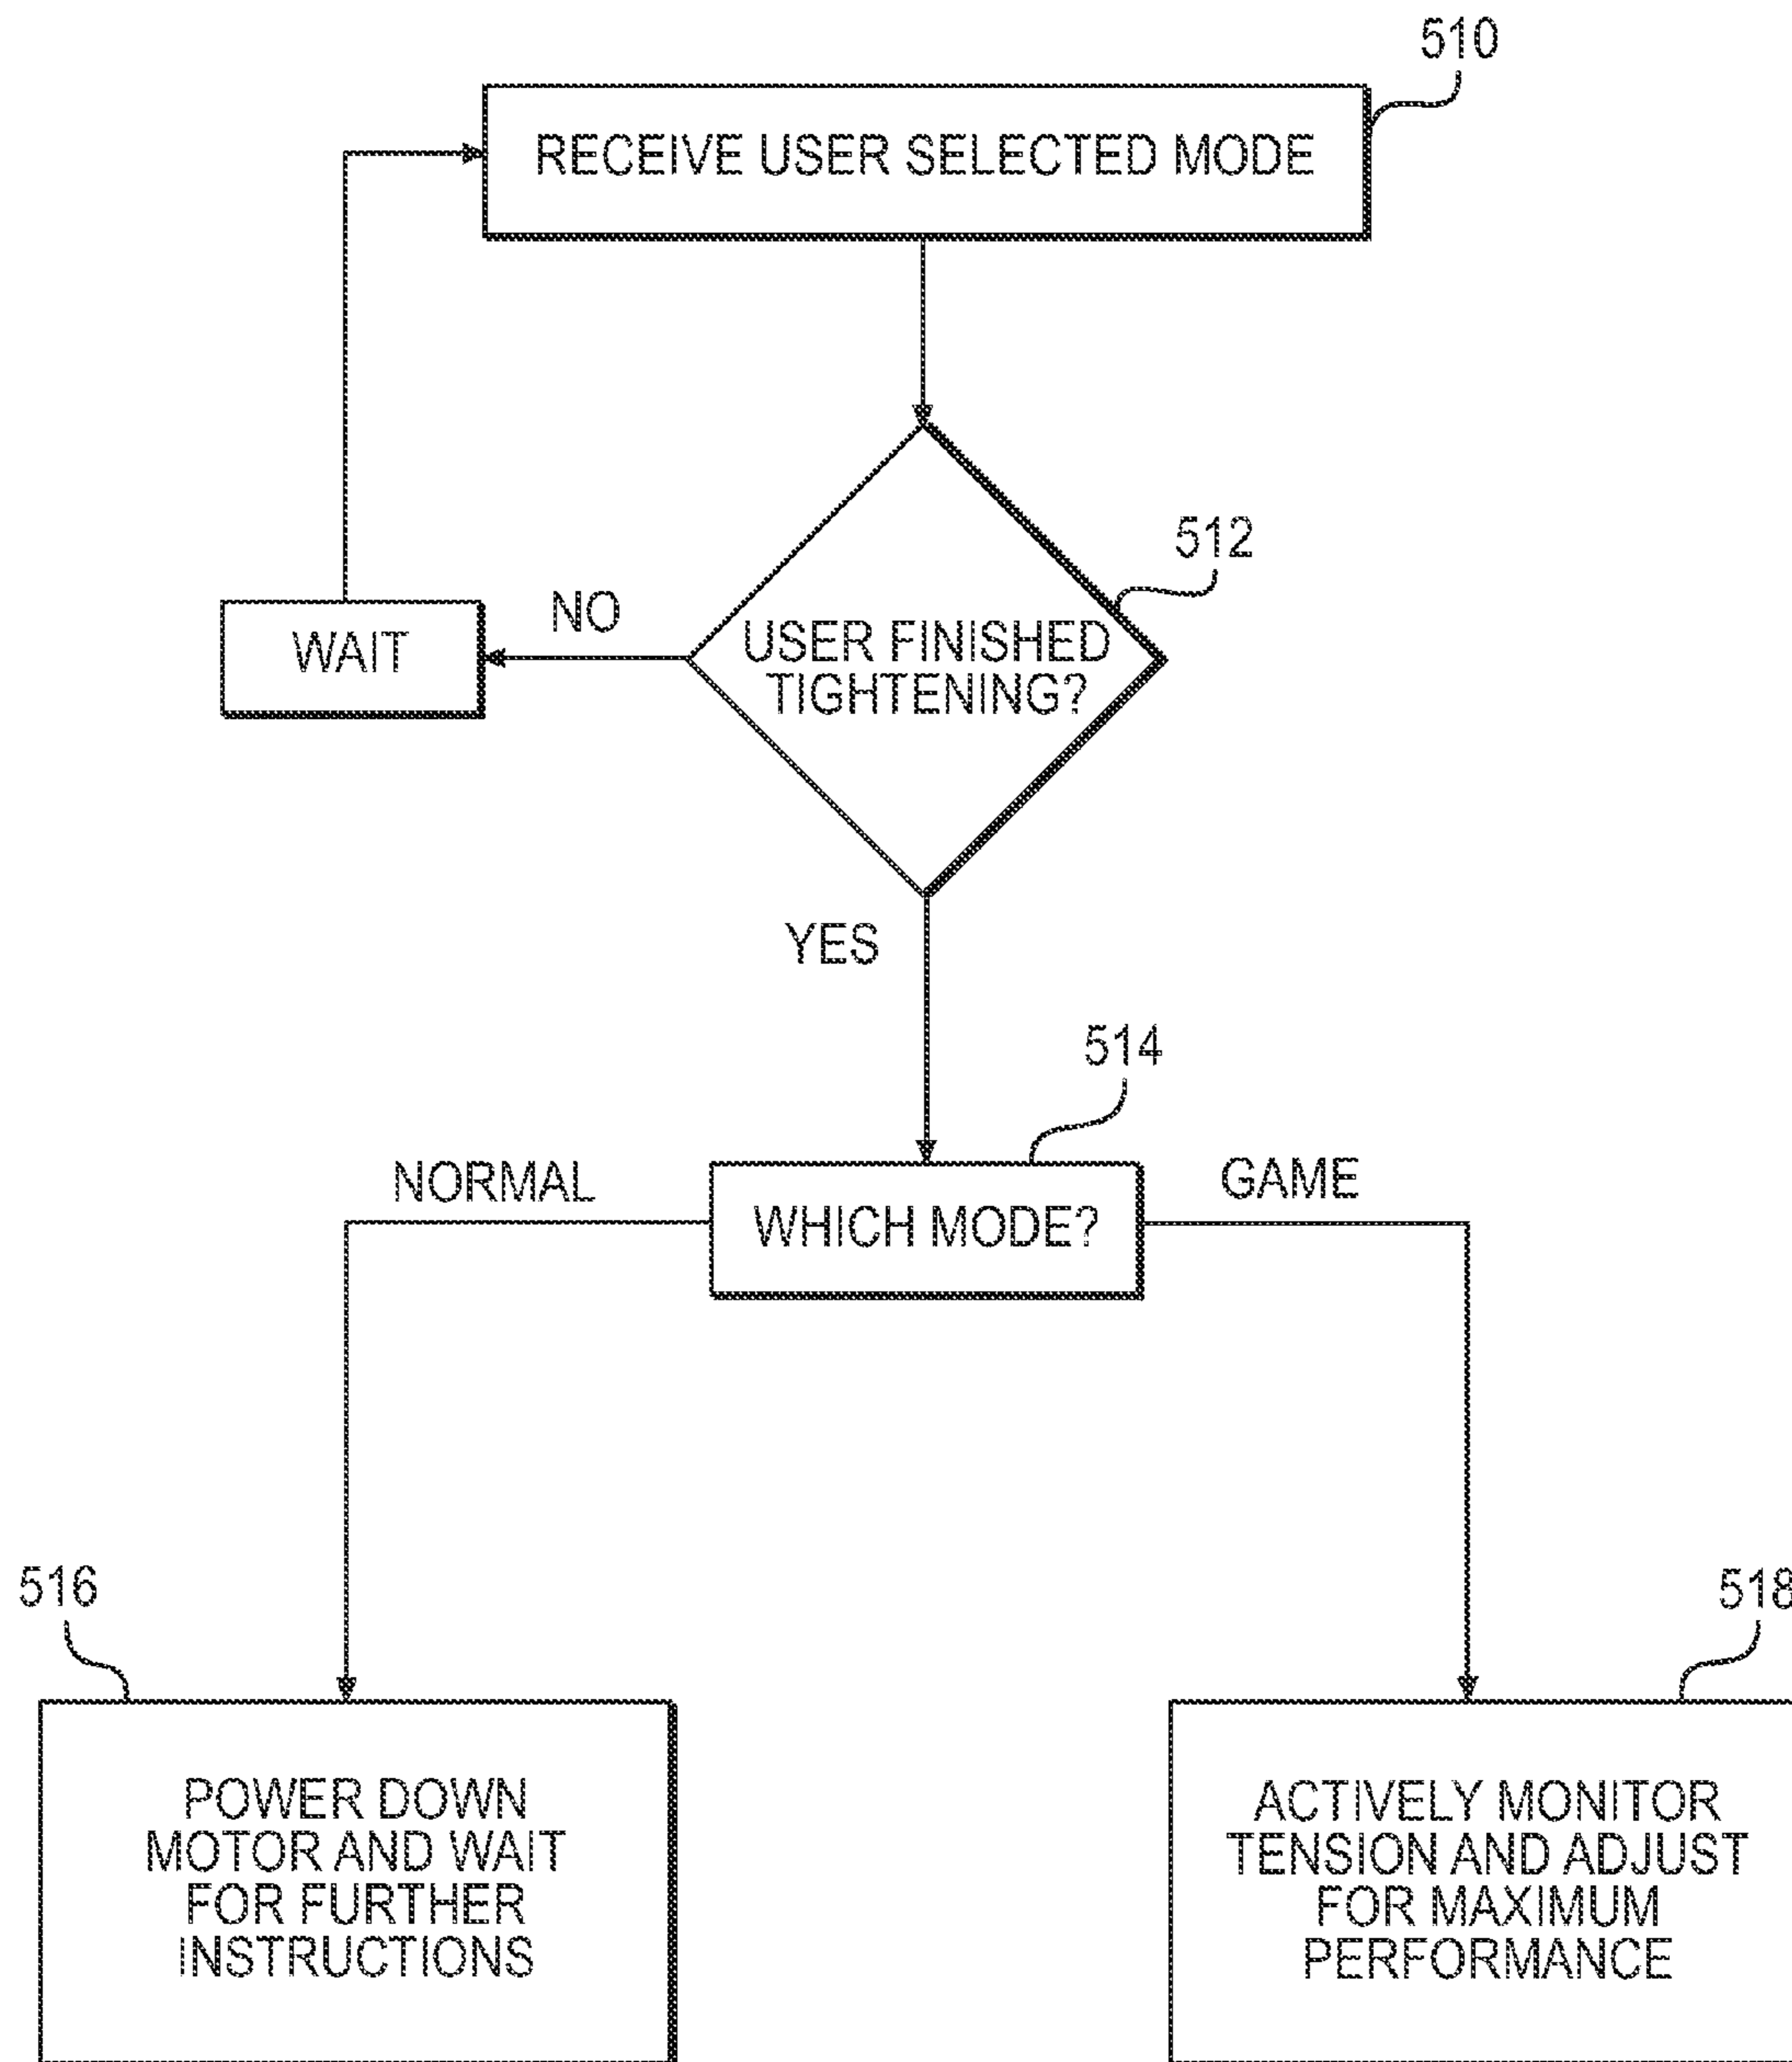 510
RECEIVE USER SELECTED MODE
512
NO
WAIT
USER FINISHED
TIGHTENING?
YES
514
NORMAL
WHICH MODE?
GAME
516
518
POWER DOWN
MOTOR AND WAIT
FOR FURTHER
INSTRUCTIONS
ACTIVELY MONITOR
TENSION AND ADJUST
FOR MAXIMUM
PERFORMANCE